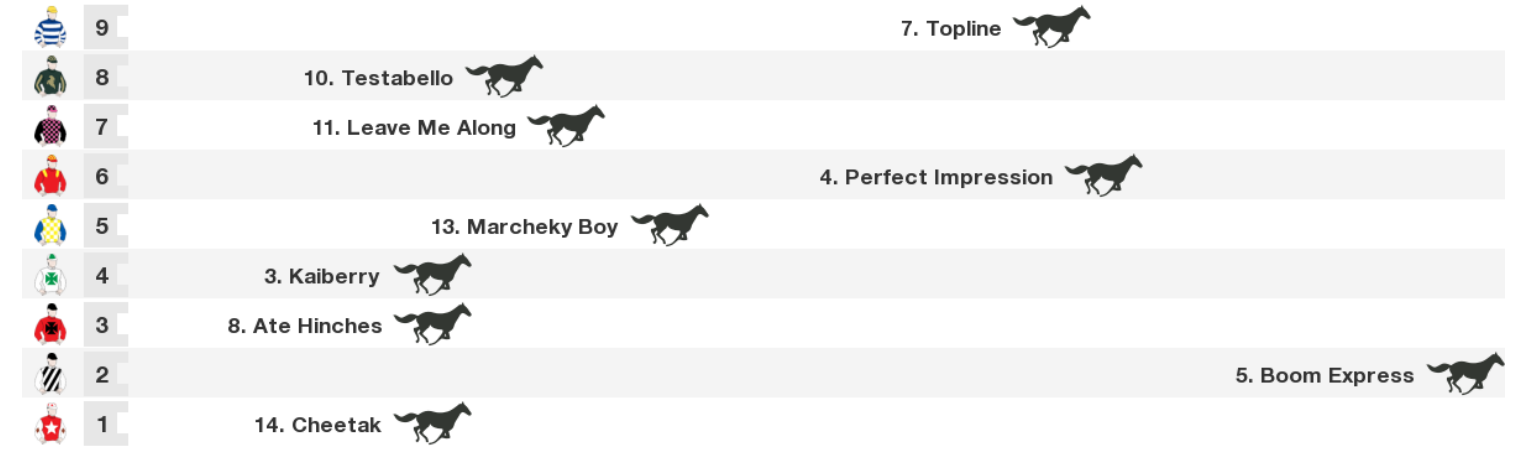 9 7. Topline
8 10. Testabello
7 11. Leave Me Along
6 4. Perfect Impression
5 13. Marcheky Boy
4 3. Kaiberry
3 8. Ate Hinches
2 5. Boom Express
1 14. Cheetak